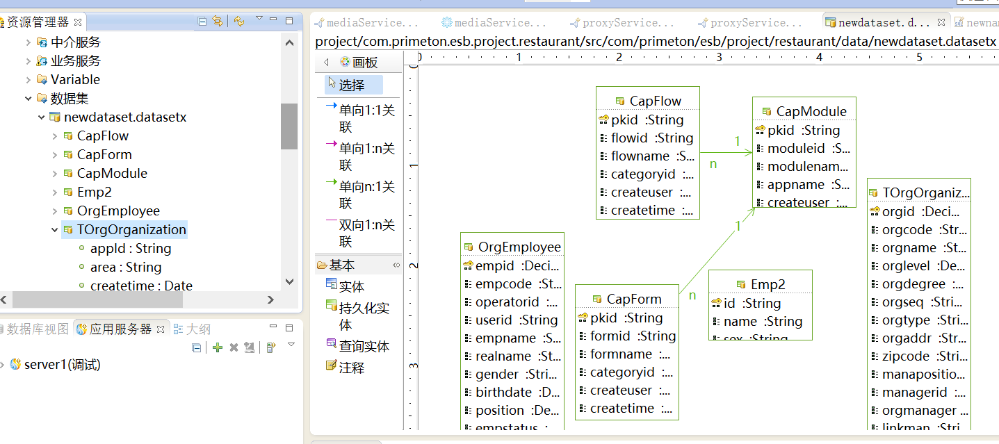 资源管理器
中介服务
业务服务
Variable
数据集
newdataset.datasetx
CapFlow
CapForm
CapModule
Emp2
OrgEmployee
TOrgOrganization
appId : String
area : String
createtime : Date
数据库视图
应用服务器
大纲
server1(调试)
mediaService...
mediaService...
proxyService...
proxyService...
newdataset.d...
newna
project/com.primeton.esb.project.restaurant/src/com/primeton/esb/project/restaurant/data/newdataset.datasetx
画板
选择
单向1:1关
联
单向1:n关
联
单向n:1关
联
双向1:n关
联
基本
实体
持久化实
体
查询实体
注释
0 1 2 3 4 5
0
1
2
3
CapFlow
pkid :String
flowid :String
flowname :S...
categoryid :...
createuser :...
createtime :...
1
n
CapModule
pkid :String
moduleid :S...
modulenam...
appname :S...
createuser :...
1
n
OrgEmployee
empid :Deci...
empcode :St...
operatorid :...
userid :String
empname :S...
realname :St...
gender :Stri...
birthdate :D...
position :De...
empstatus :
CapForm
pkid :String
formid :String
formname :...
categoryid :...
createuser :...
createtime :...
Emp2
id :String
name :String
sex :String
TOrgOrganiz...
orgid :Deci...
orgcode :Str...
orgname :St...
orglevel :De...
orgdegree :...
orgseq :Stri...
orgtype :Stri...
orgaddr :Str...
zipcode :Stri...
manapositio...
managerid :...
orgmanager ...
linkman :Stri